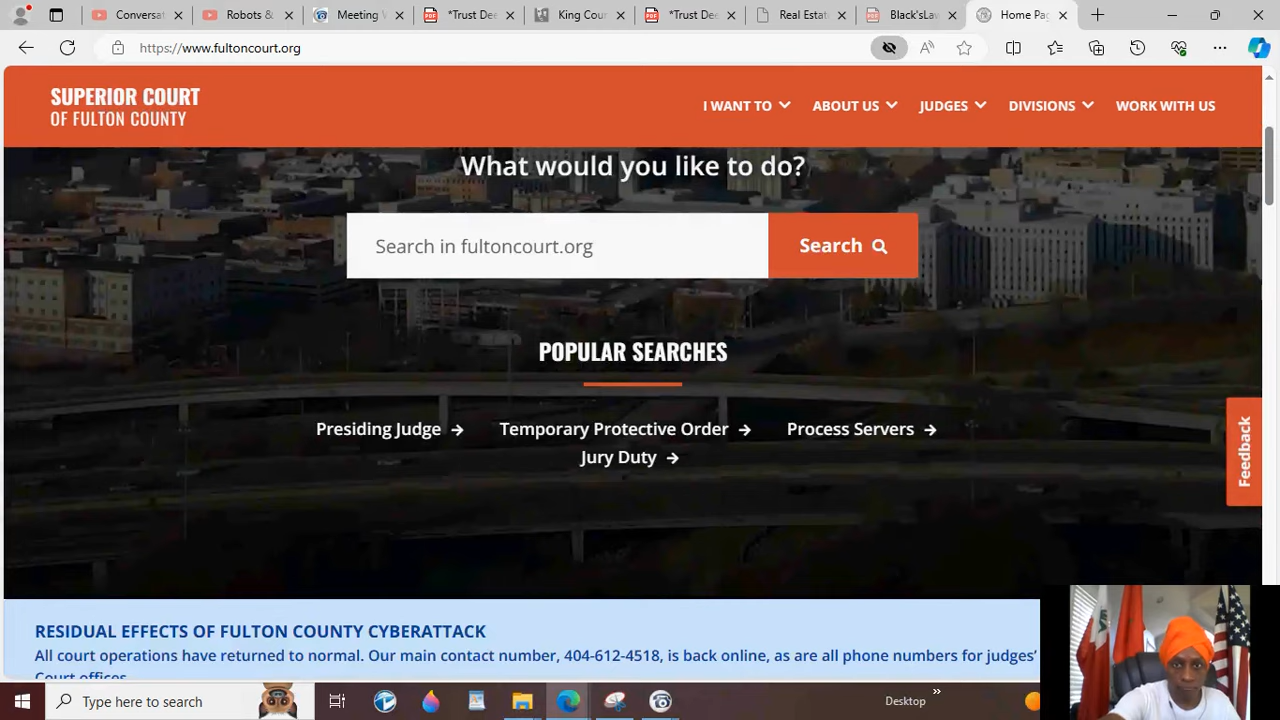 Conversat
Robots &
Meeting V
*Trust Dee
King Cour
*Trust Dee
Real Estat
Black'sLav
Home Pag
https://www.fultoncourt.org
SUPERIOR COURT
OF FULTON COUNTY
I WANT TO
ABOUT US
JUDGES
DIVISIONS
WORK WITH US
What would you like to do?
Search in fultoncourt.org
Search
POPULAR SEARCHES
Presiding Judge
Temporary Protective Order
Process Servers
Jury Duty
Feedback
RESIDUAL EFFECTS OF FULTON COUNTY CYBERATTACK
All court operations have returned to normal. Our main contact number, 404-612-4518, is back online, as are all phone numbers for judges'
Court offices.
Type here to search
Desktop